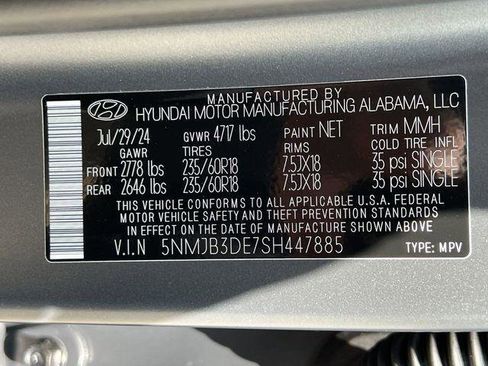 MANUFACTURED BY
HYUNDAI MOTOR MANUFACTURING ALABAMA, LLC
Jul/29/24 GVWR 4717 lbs PAINT NET TRIM MMH
GAWR TIRES RIMS COLD TIRE INFL
FRONT 2778 lbs 235/60R18 7.5JX18 35 psi SINGLE
REAR 2646 lbs 235/60R18 7.5JX18 35 psi SINGLE
THIS VEHICLE CONFORMS TO ALL APPLICABLE U.S.A. FEDERAL
MOTOR VEHICLE SAFETY AND THEFT PREVENTION STANDARDS
IN EFFECT ON THE DATE OF MANUFACTURE SHOWN ABOVE
V.I.N 5NMJB3DE7SH447885 TYPE: MPV